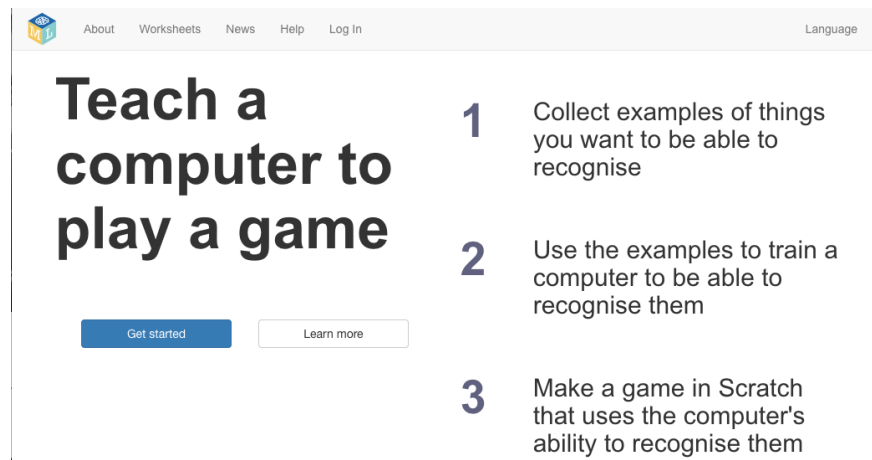 M L
About Worksheets News Help Log In Language
Teach a
computer to
play a game
Get started Learn more
1 Collect examples of things
you want to be able to
recognise
2 Use the examples to train a
computer to be able to
recognise them
3 Make a game in Scratch
that uses the computer's
ability to recognise them